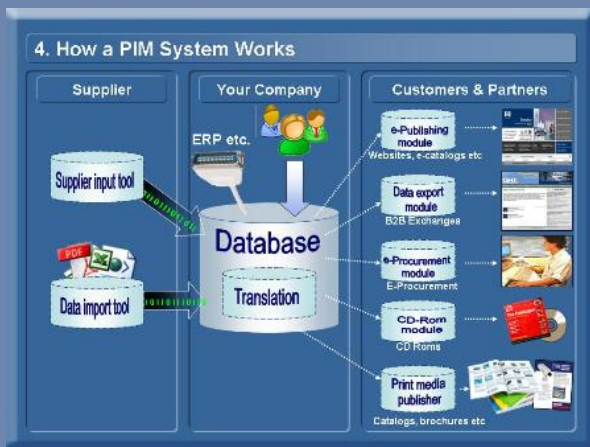 4. How a PIM System Works
Supplier
Your Company
Customers & Partners
ERP etc.
Supplier input tool
PDF
Data import tool
Database
Translation
e-Publishing
module
Websites, e-catalogs etc
Data export
module
B2B Exchanges
e-Procurement
module
E-Procurement
CD-Rom
module
CD Roms
Print media
publisher
Catalogs, brochures etc